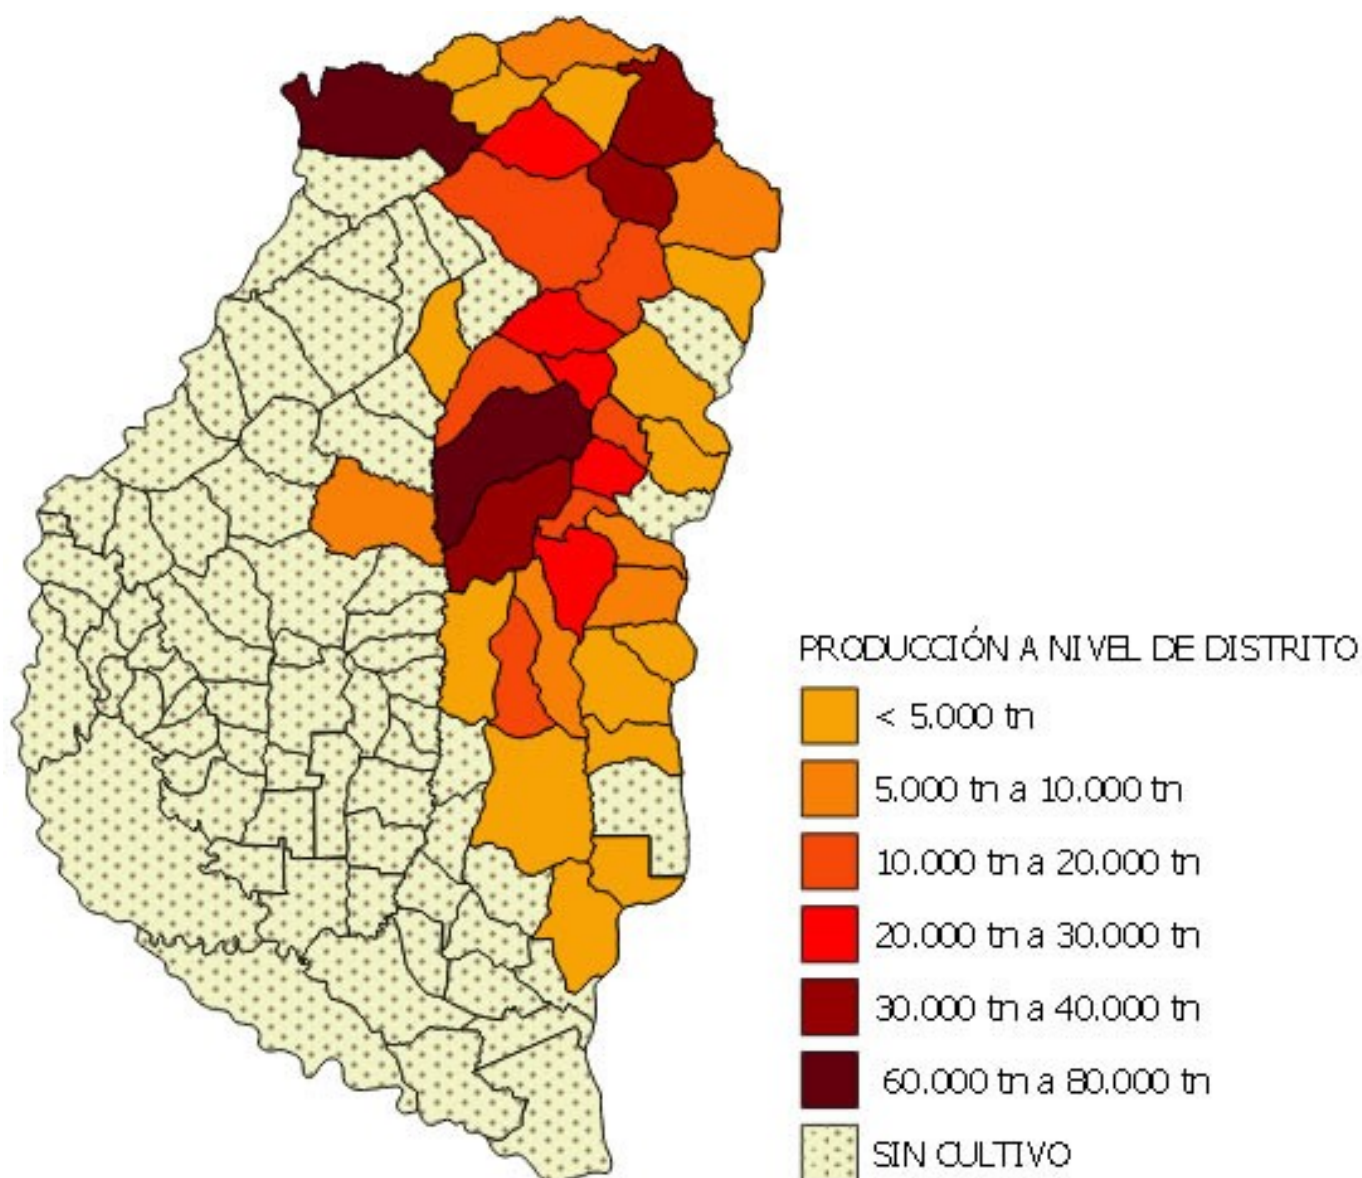 PRODUCCIÓN A NIVEL DE DISTRITO
< 5.000 tn
5.000 tn a 10.000 tn
10.000 tn a 20.000 tn
20.000 tn a 30.000 tn
30.000 tn a 40.000 tn
60.000 tn a 80.000 tn
SIN CULTIVO